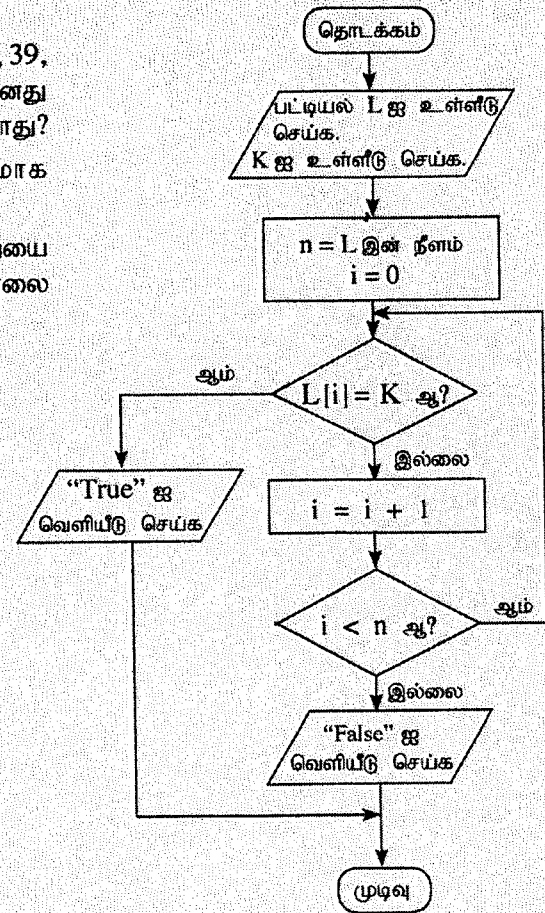 , 39,
னது
ாது?
மாக
யை
லை
தொடக்கம்
பட்டியல் L ஐ உள்ளீடு
செய்க.
K ஐ உள்ளீடு செய்க.
n = L இன் நீளம்
i = 0
ஆம்
L[i] = K ஆ?
இல்லை
“True” ஐ
வெளியீடு செய்க
i = i + 1
i < n ஆ?
ஆம்
இல்லை
“False” ஐ
வெளியீடு செய்க
முடிவு